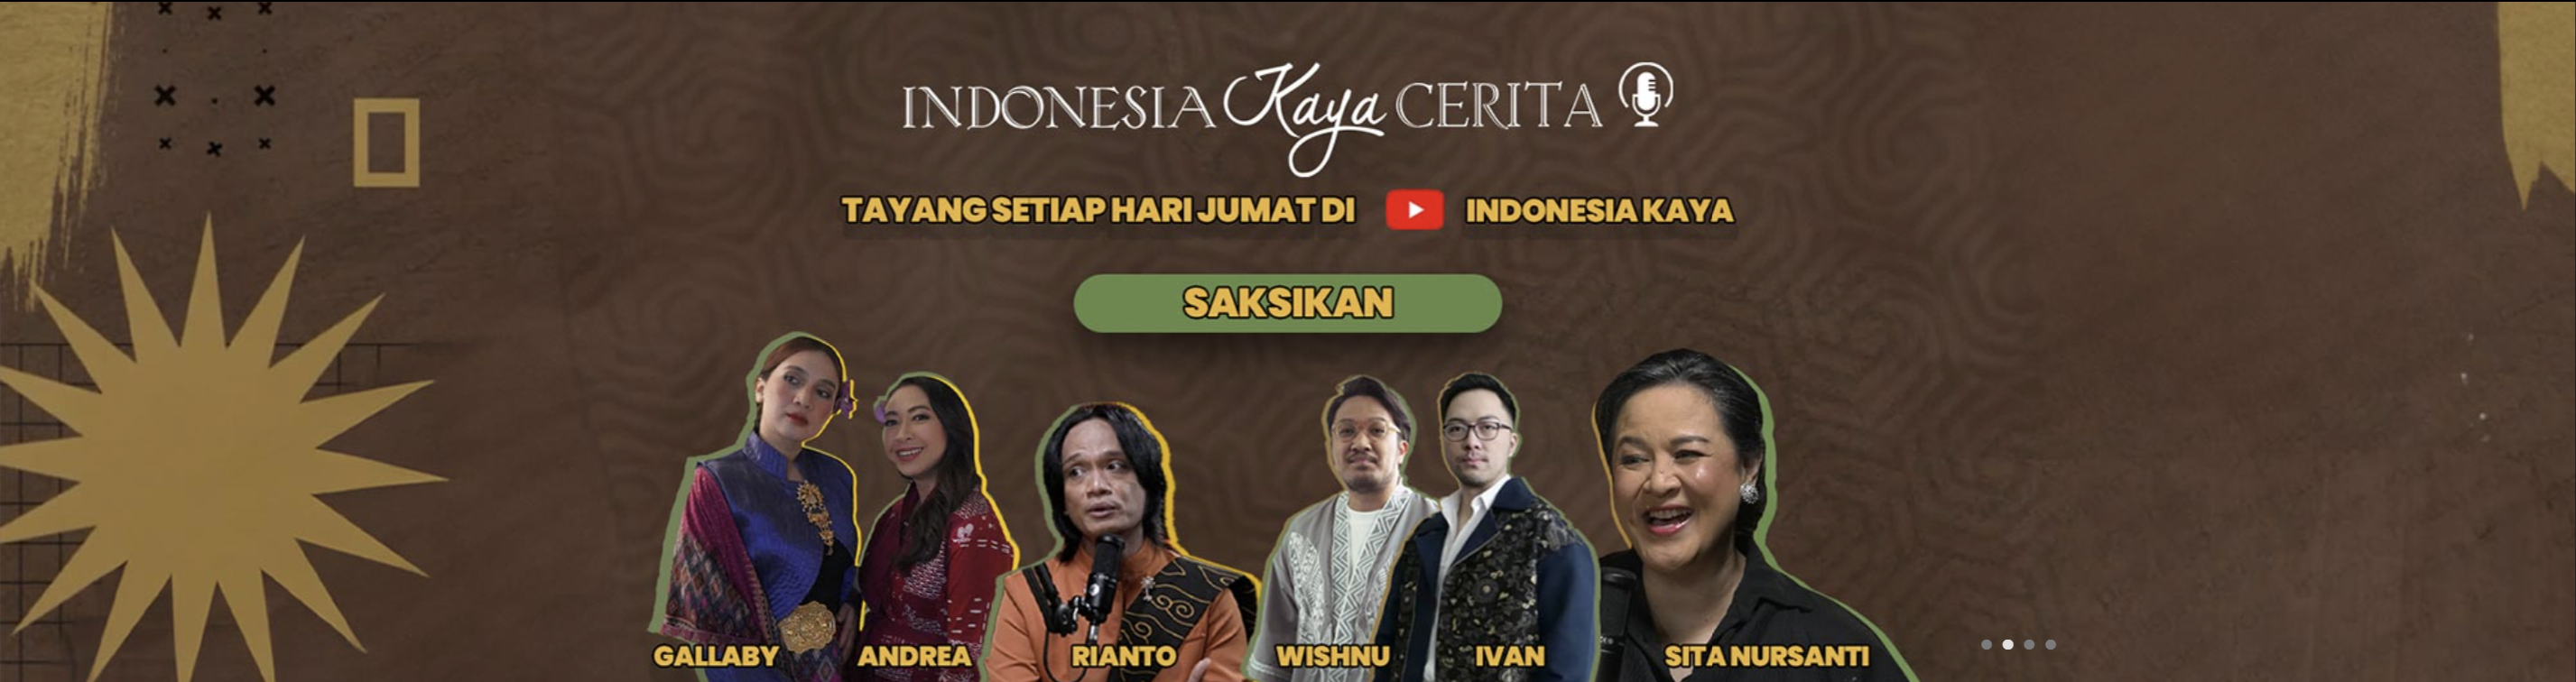 INDONESIA Kaya CERITA
TAYANG SETIAP HARI JUMAT DI INDONESIA KAYA
SAKSIKAN
GALLABY ANDREA RIANTO WISHNU IVAN SITA NURSANTI